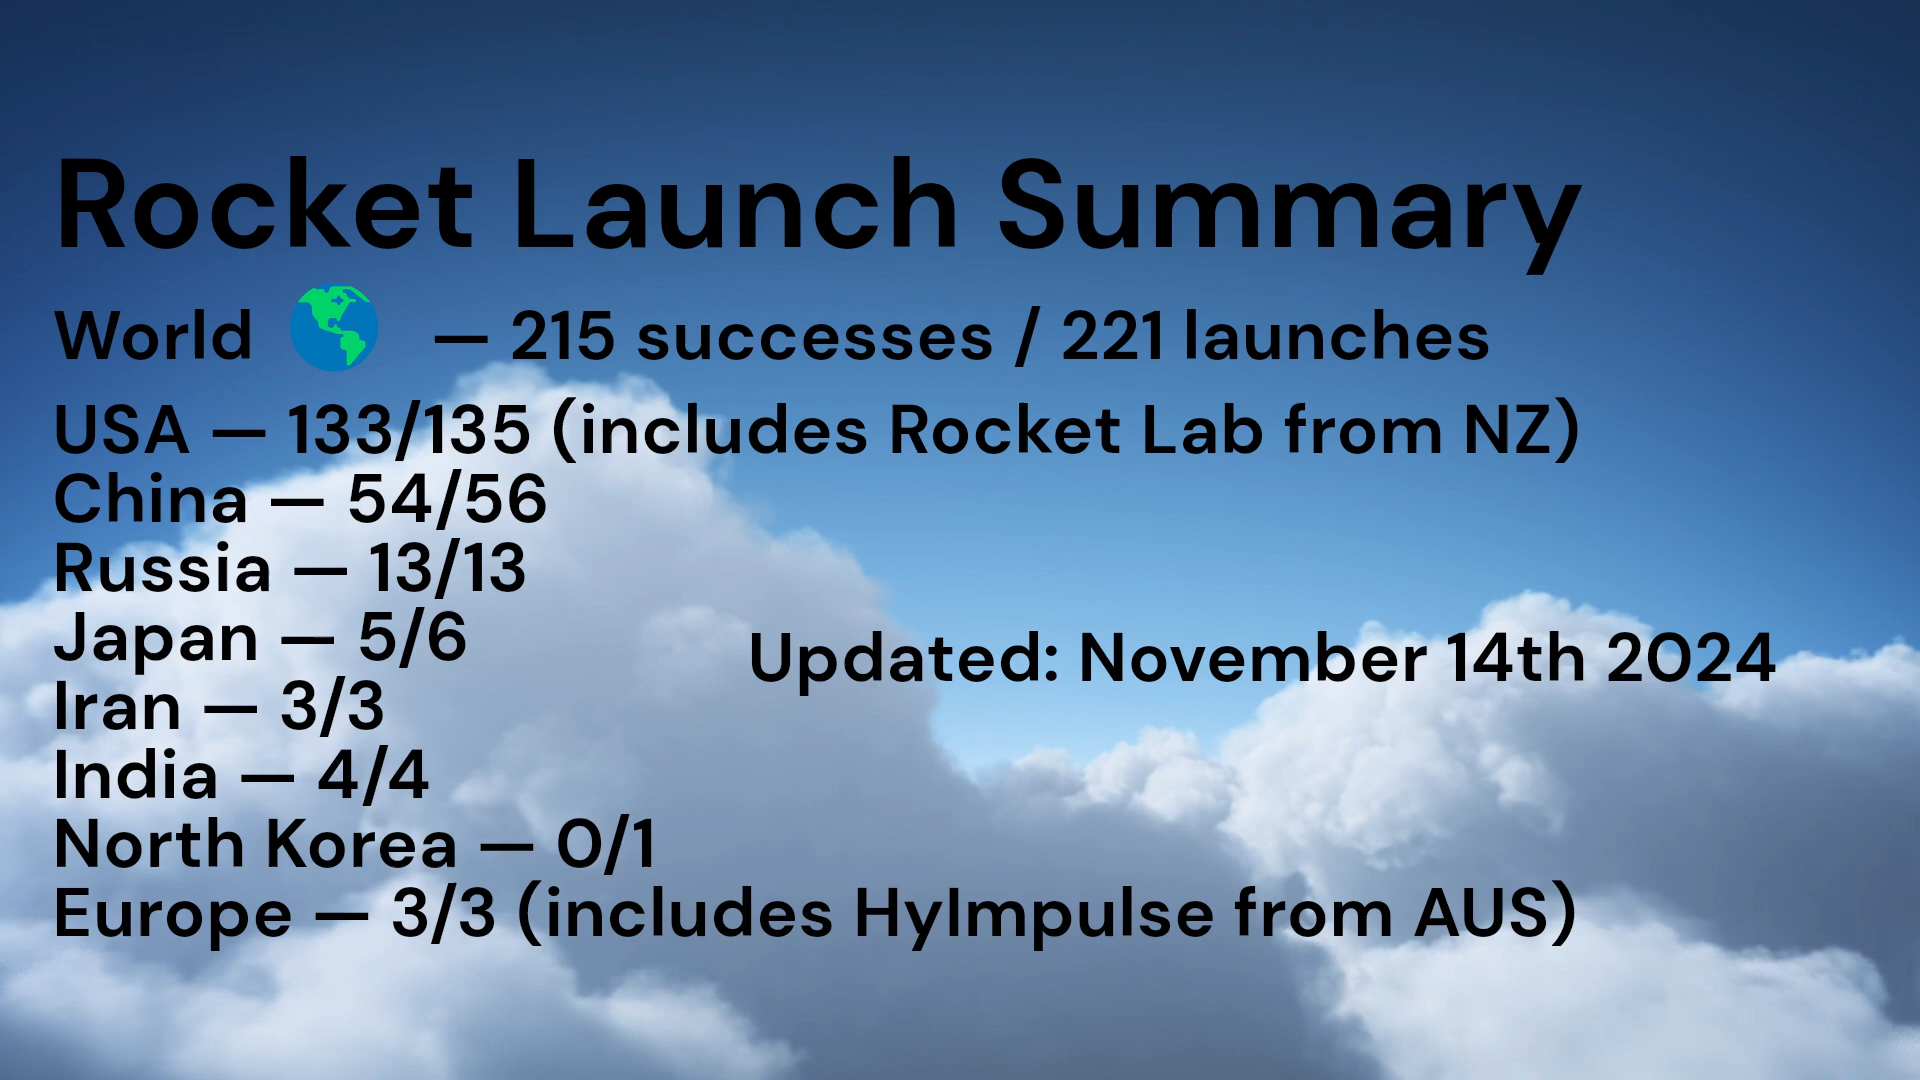 Rocket Launch Summary
World 🌎 — 215 successes / 221 launches
USA — 133/135 (includes Rocket Lab from NZ)
China — 54/56
Russia — 13/13
Japan — 5/6
Iran — 3/3
India — 4/4
North Korea — 0/1
Europe — 3/3 (includes HyImpulse from AUS)
Updated: November 14th 2024